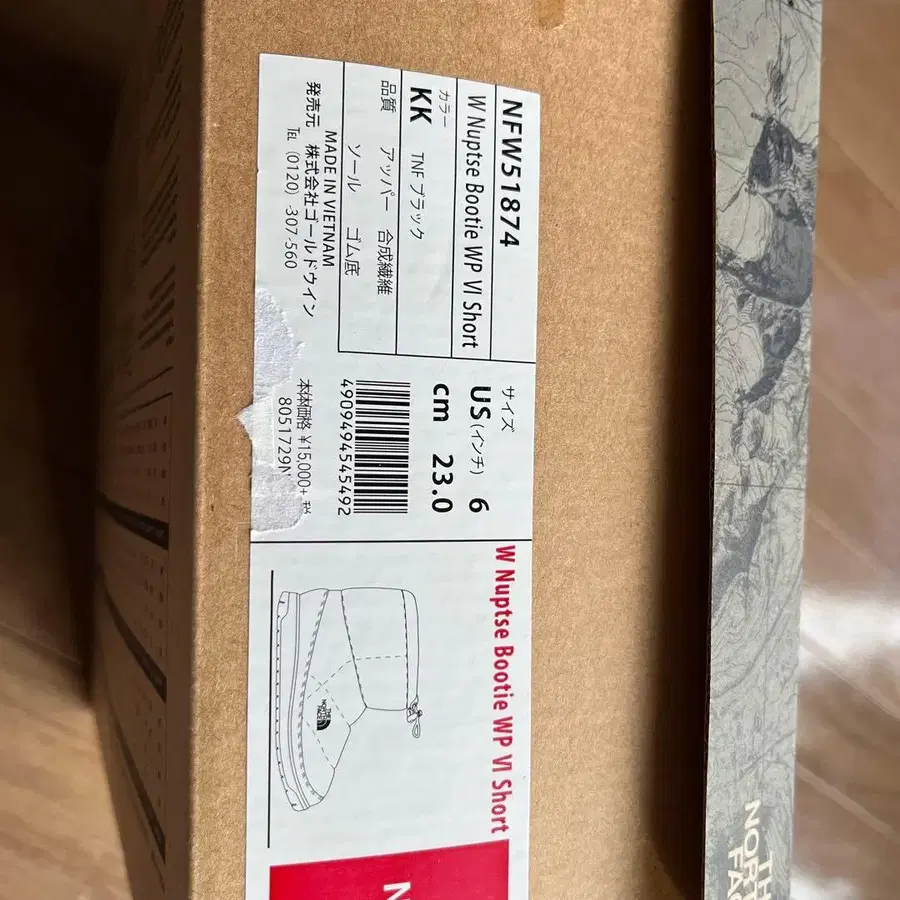 NFW51874
W Nuptse Bootie WP VI Short
カラー
KK TNF ブラック
品質 アッパー 合成繊維
ソール ゴム底
MADE IN VIETNAM
発売元 株式会社ゴールドウイン
TEL (0120) -307-560
サイズ
US(インチ) 6
cm 23.0
4909494545492
本体価格 ¥15,000+税
8051729N
W Nuptse Bootie WP VI Short
THE
NORTH
FACE
N
TH
NORT
FAC